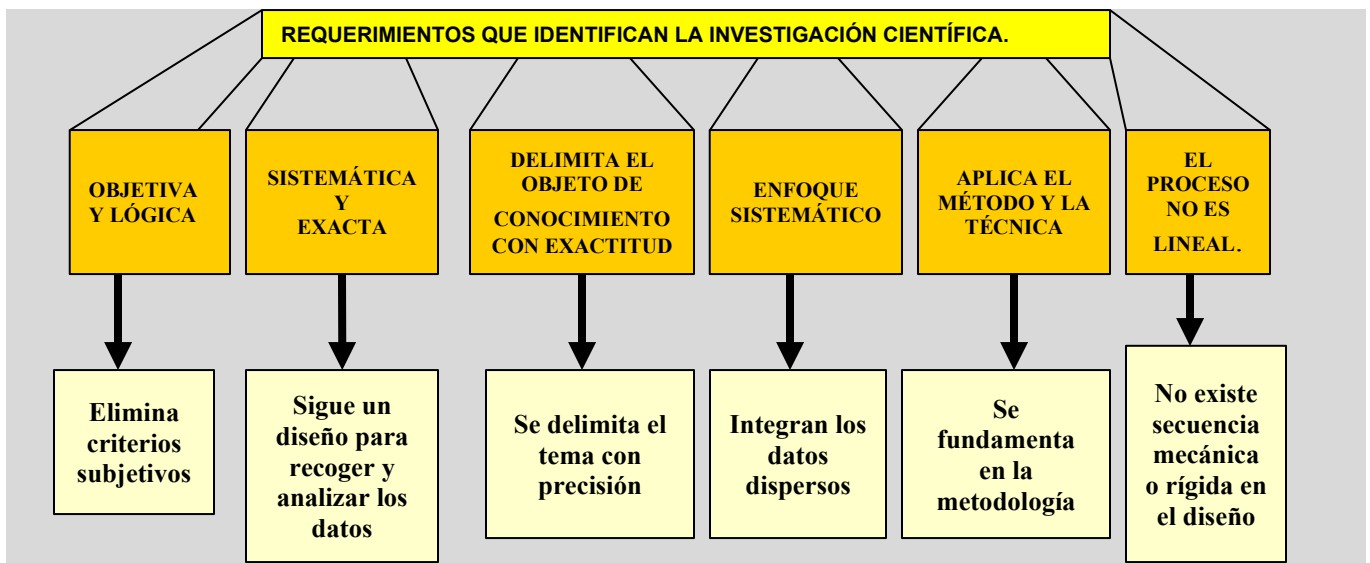 REQUERIMIENTOS QUE IDENTIFICAN LA INVESTIGACIÓN CIENTÍFICA.
OBJETIVA
Y LÓGICA
SISTEMÁTICA
Y
EXACTA
DELIMITA EL
OBJETO DE
CONOCIMIENTO
CON EXACTITUD
ENFOQUE
SISTEMÁTICO
APLICA EL
MÉTODO Y LA
TÉCNICA
EL
PROCESO
NO ES
LINEAL.
Elimina
criterios
subjetivos
Sigue un
diseño para
recoger y
analizar los
datos
Se delimita el
tema con
precisión
Integran los
datos
dispersos
Se
fundamenta
en la
metodología
No existe
secuencia
mecánica
o rígida en
el diseño